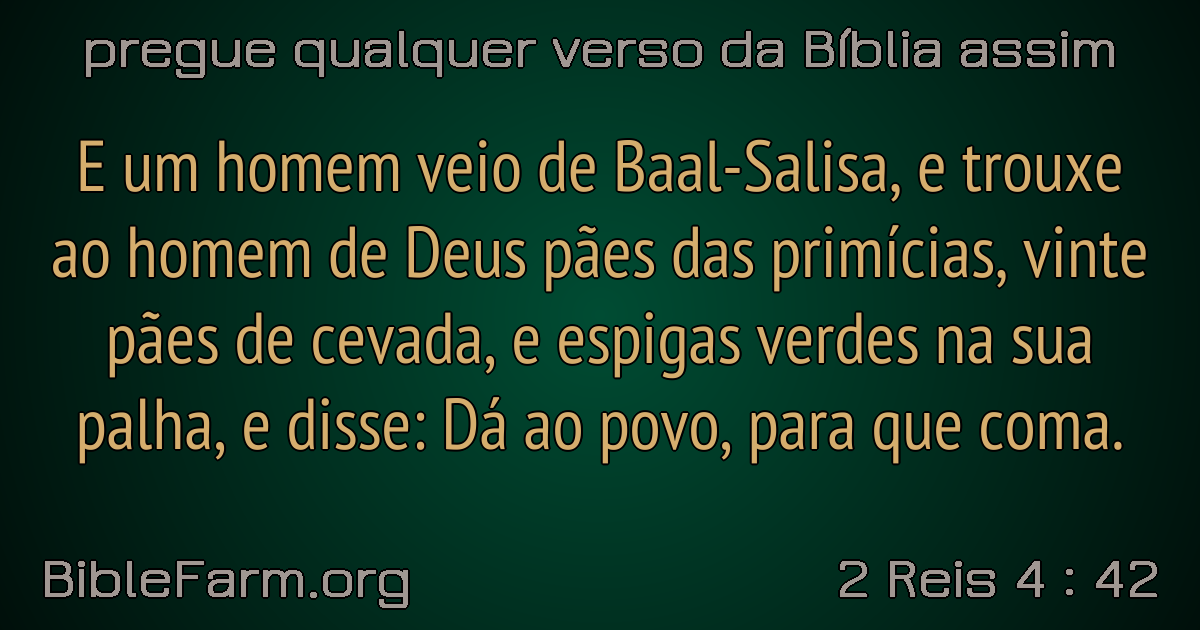 pregue qualquer verso da Bíblia assim
E um homem veio de Baal-Salisa, e trouxe
ao homem de Deus pães das primícias, vinte
pães de cevada, e espigas verdes na sua
palha, e disse: Dá ao povo, para que coma.
BibleFarm.org
2 Reis 4 : 42